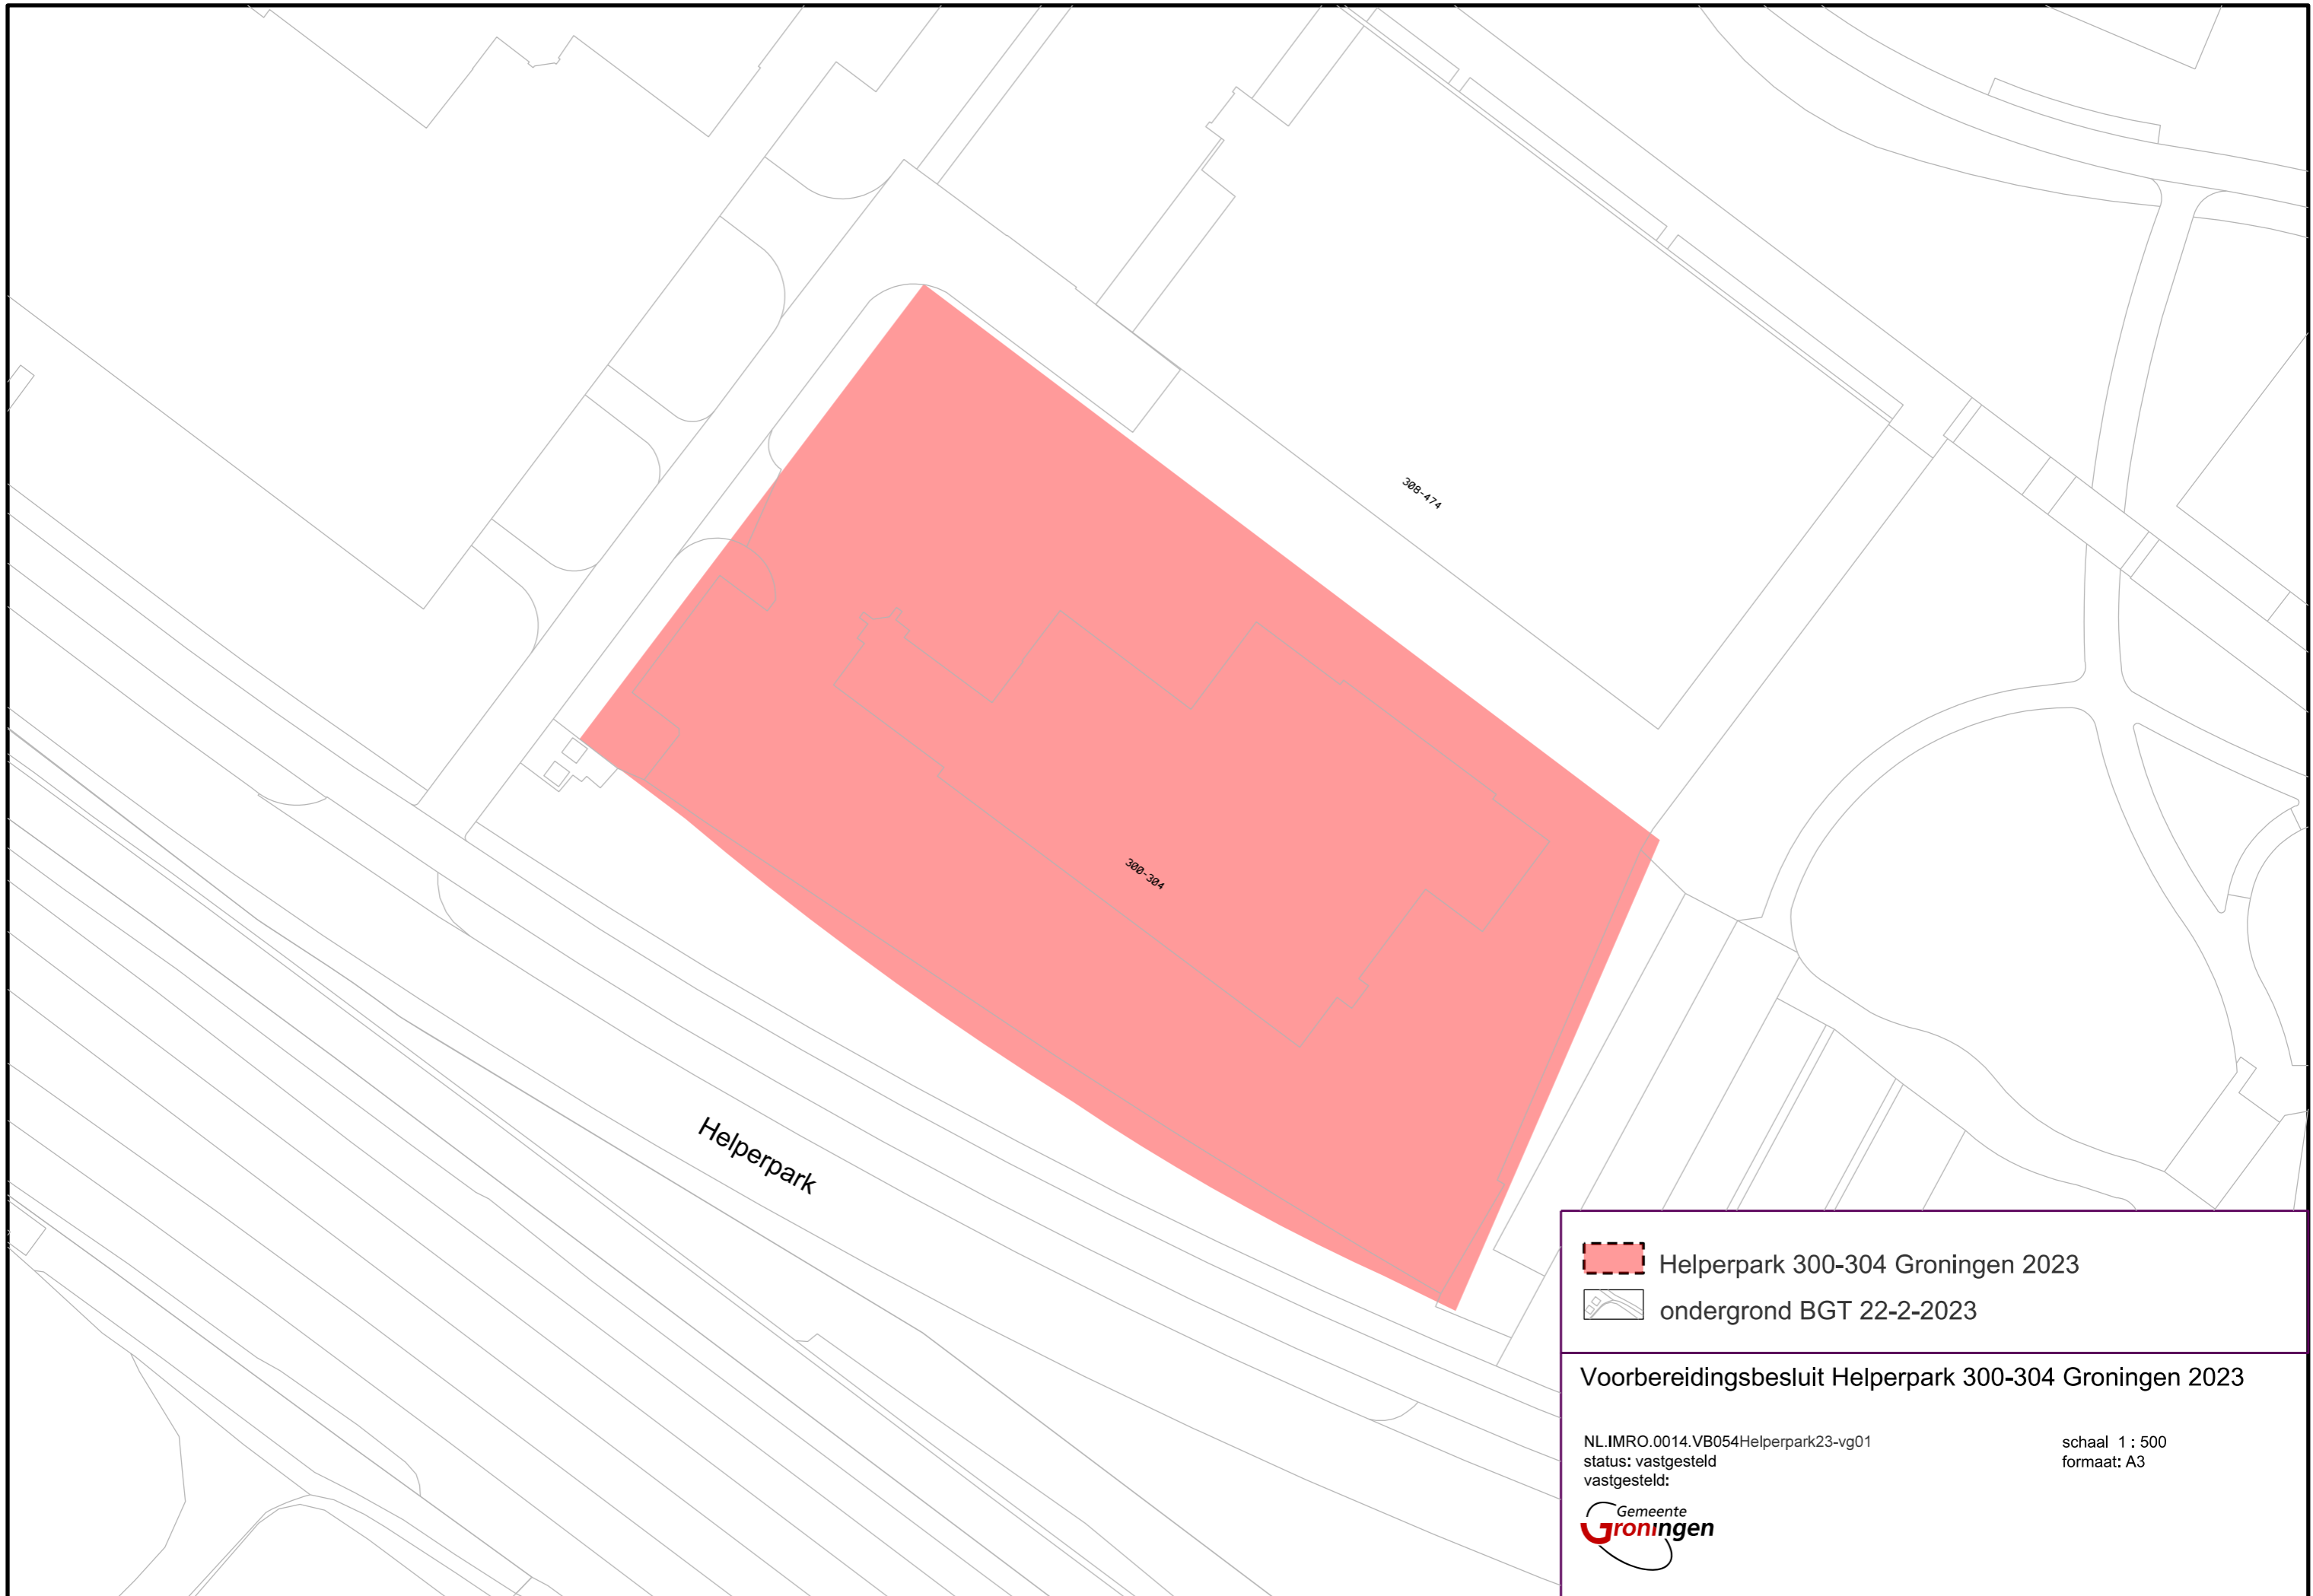 308-474
300-304
Helperpark
Helperpark 300-304 Groningen 2023
ondergrond BGT 22-2-2023
Voorbereidingsbesluit Helperpark 300-304 Groningen 2023
NL.IMRO.0014.VB054Helperpark23-vg01
status: vastgesteld
vastgesteld:
schaal 1 : 500
formaat: A3
Gemeente
Groningen